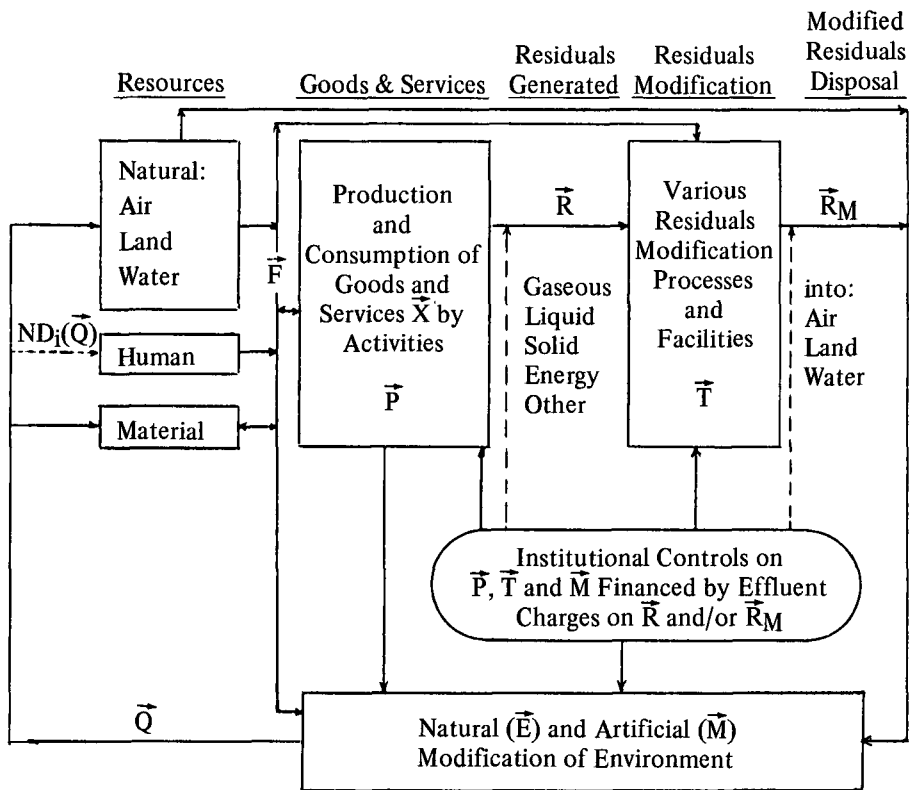 Resources
Goods & Services
Residuals
Generated
Residuals
Modification
Modified
Residuals
Disposal
Natural:
Air
Land
Water
F⃗
ND_i(Q⃗)
Human
Material
Production
and
Consumption of
Goods and
Services X⃗ by
Activities
P⃗
R⃗
Gaseous
Liquid
Solid
Energy
Other
Various
Residuals
Modification
Processes
and
Facilities
T⃗
R⃗_M
into:
Air
Land
Water
Institutional Controls on
P⃗, T⃗ and M⃗ Financed by Effluent
Charges on R⃗ and/or R⃗_M
Q⃗
Natural (E⃗) and Artificial (M⃗)
Modification of Environment